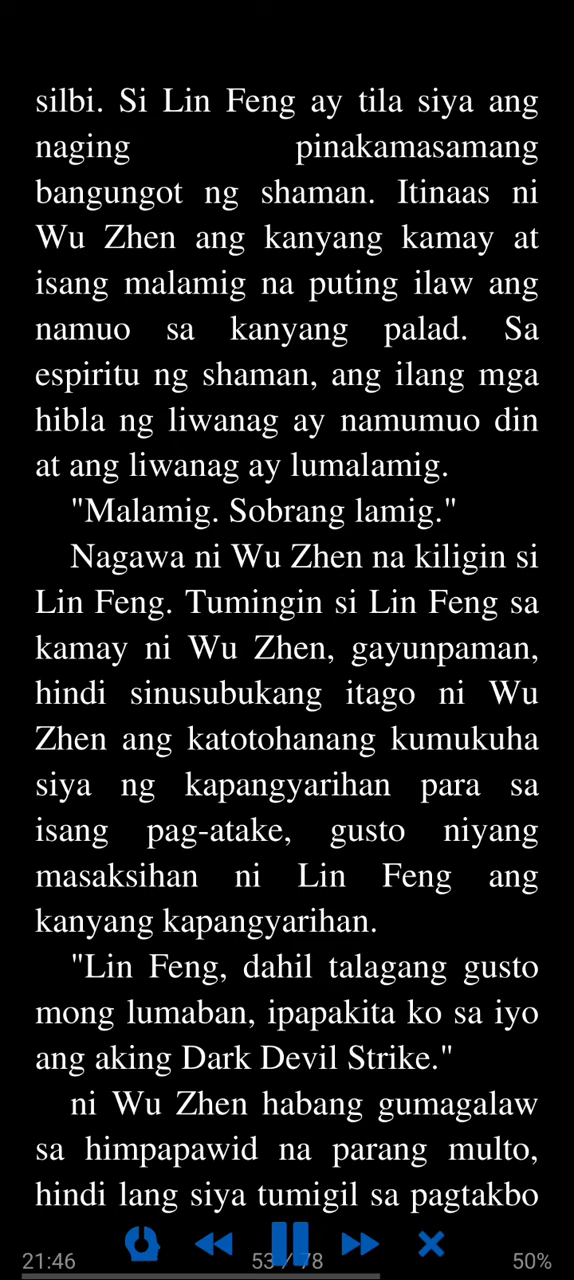 silbi. Si Lin Feng ay tila siya ang
naging pinakamasamang
bangungot ng shaman. Itinaas ni
Wu Zhen ang kanyang kamay at
isang malamig na puting ilaw ang
namuo sa kanyang palad. Sa
espiritu ng shaman, ang ilang mga
hibla ng liwanag ay namumuo din
at ang liwanag ay lumalamig.
"Malamig. Sobrang lamig."
Nagawa ni Wu Zhen na kiligin si
Lin Feng. Tumingin si Lin Feng sa
kamay ni Wu Zhen, gayunpaman,
hindi sinusubukang itago ni Wu
Zhen ang katotohanang kumukuha
siya ng kapangyarihan para sa
isang pag-atake, gusto niyang
masaksihan ni Lin Feng ang
kanyang kapangyarihan.
"Lin Feng, dahil talagang gusto
mong lumaban, ipapakita ko sa iyo
ang aking Dark Devil Strike."
ni Wu Zhen habang gumagalaw
sa himpapawid na parang multo,
hindi lang siya tumigil sa pagtakbo
21:46 53 / 78 50%